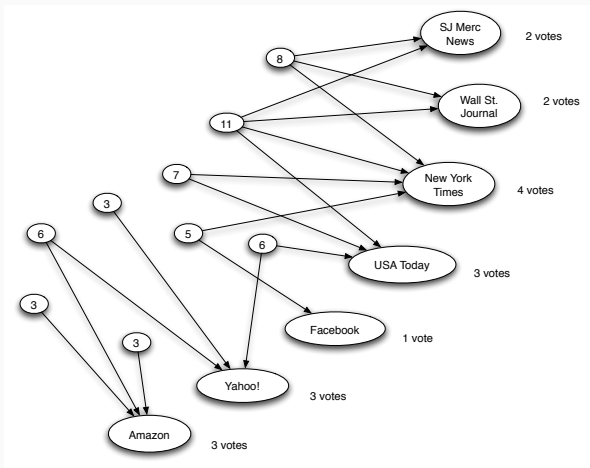 SJ Merc
News
2 votes
8
Wall St.
Journal
2 votes
11
New York
Times
4 votes
7
3
5
6
6
USA Today
3 votes
3
Facebook
1 vote
3
Yahoo!
3 votes
Amazon
3 votes